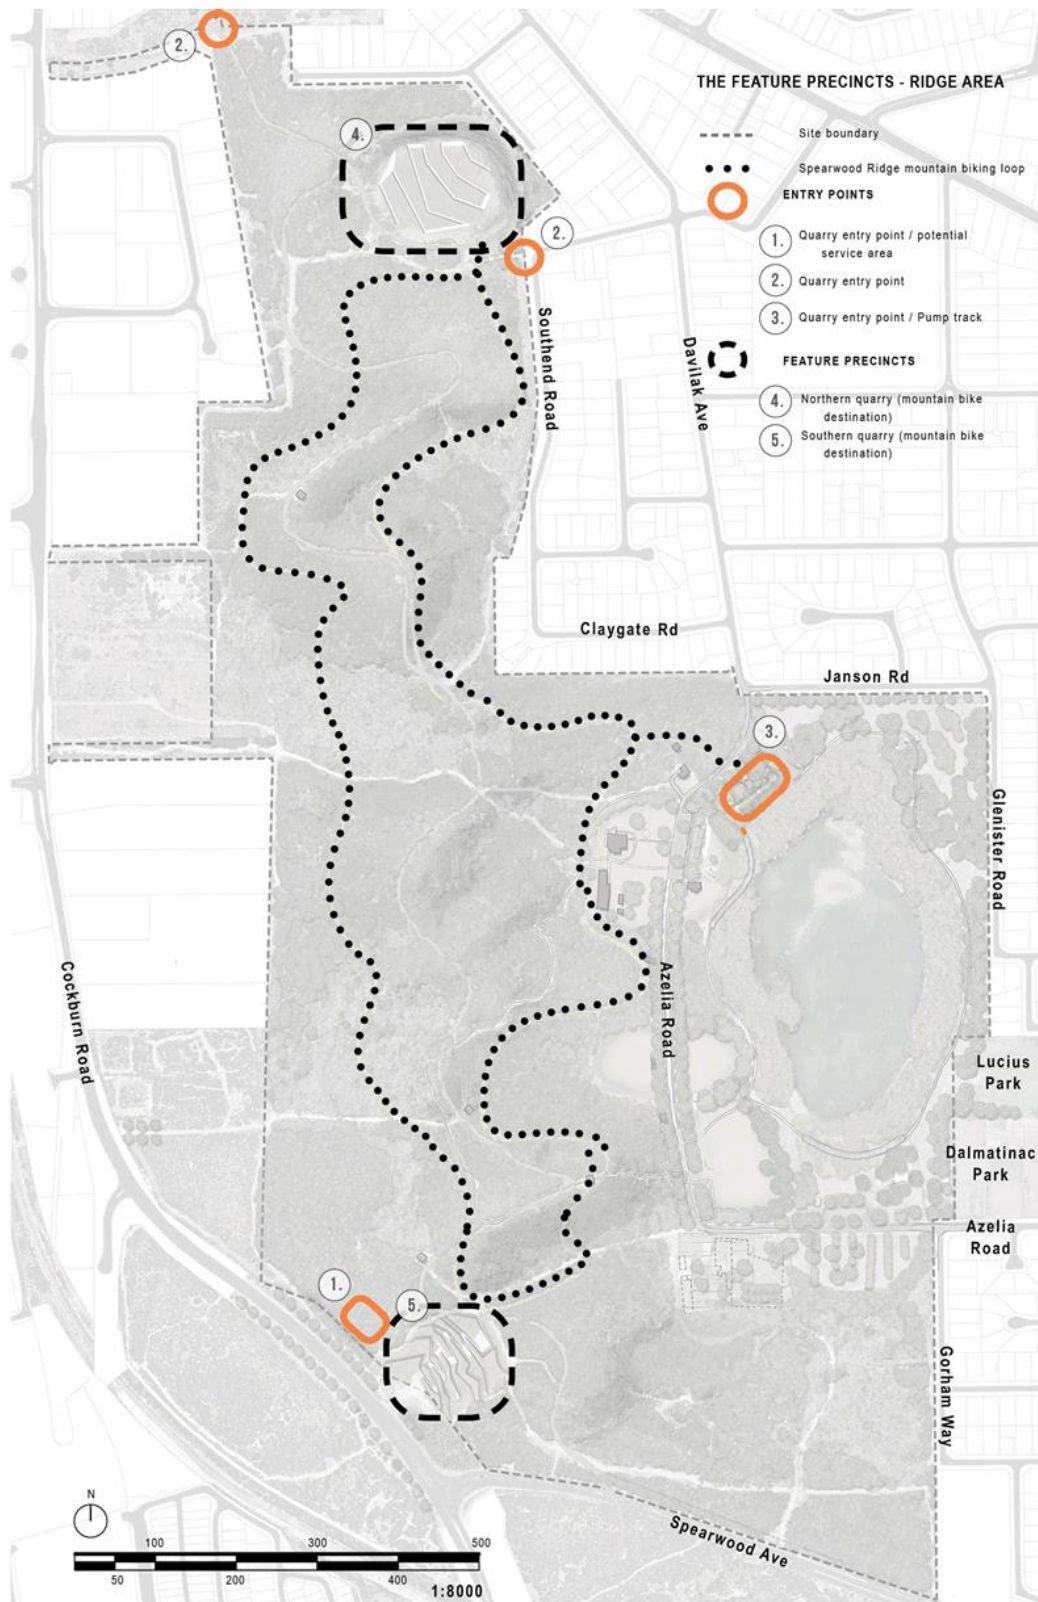 2.
THE FEATURE PRECINCTS - RIDGE AREA
4.
Site boundary
Spearwood Ridge mountain biking loop
ENTRY POINTS
2.
1. Quarry entry point / potential
service area
2. Quarry entry point
3. Quarry entry point / Pump track
FEATURE PRECINCTS
4. Northern quarry (mountain bike
destination)
5. Southern quarry (mountain bike
destination)
Southend Road
Davilak Ave
Claygate Rd
Janson Rd
3.
Glenister Road
Cockburn Road
Azelia Road
Lucius
Park
Dalmatinac
Park
Azelia
Road
1.
5.
Gorham Way
Spearwood Ave
N
100 300 500
50 200 400
1:8000